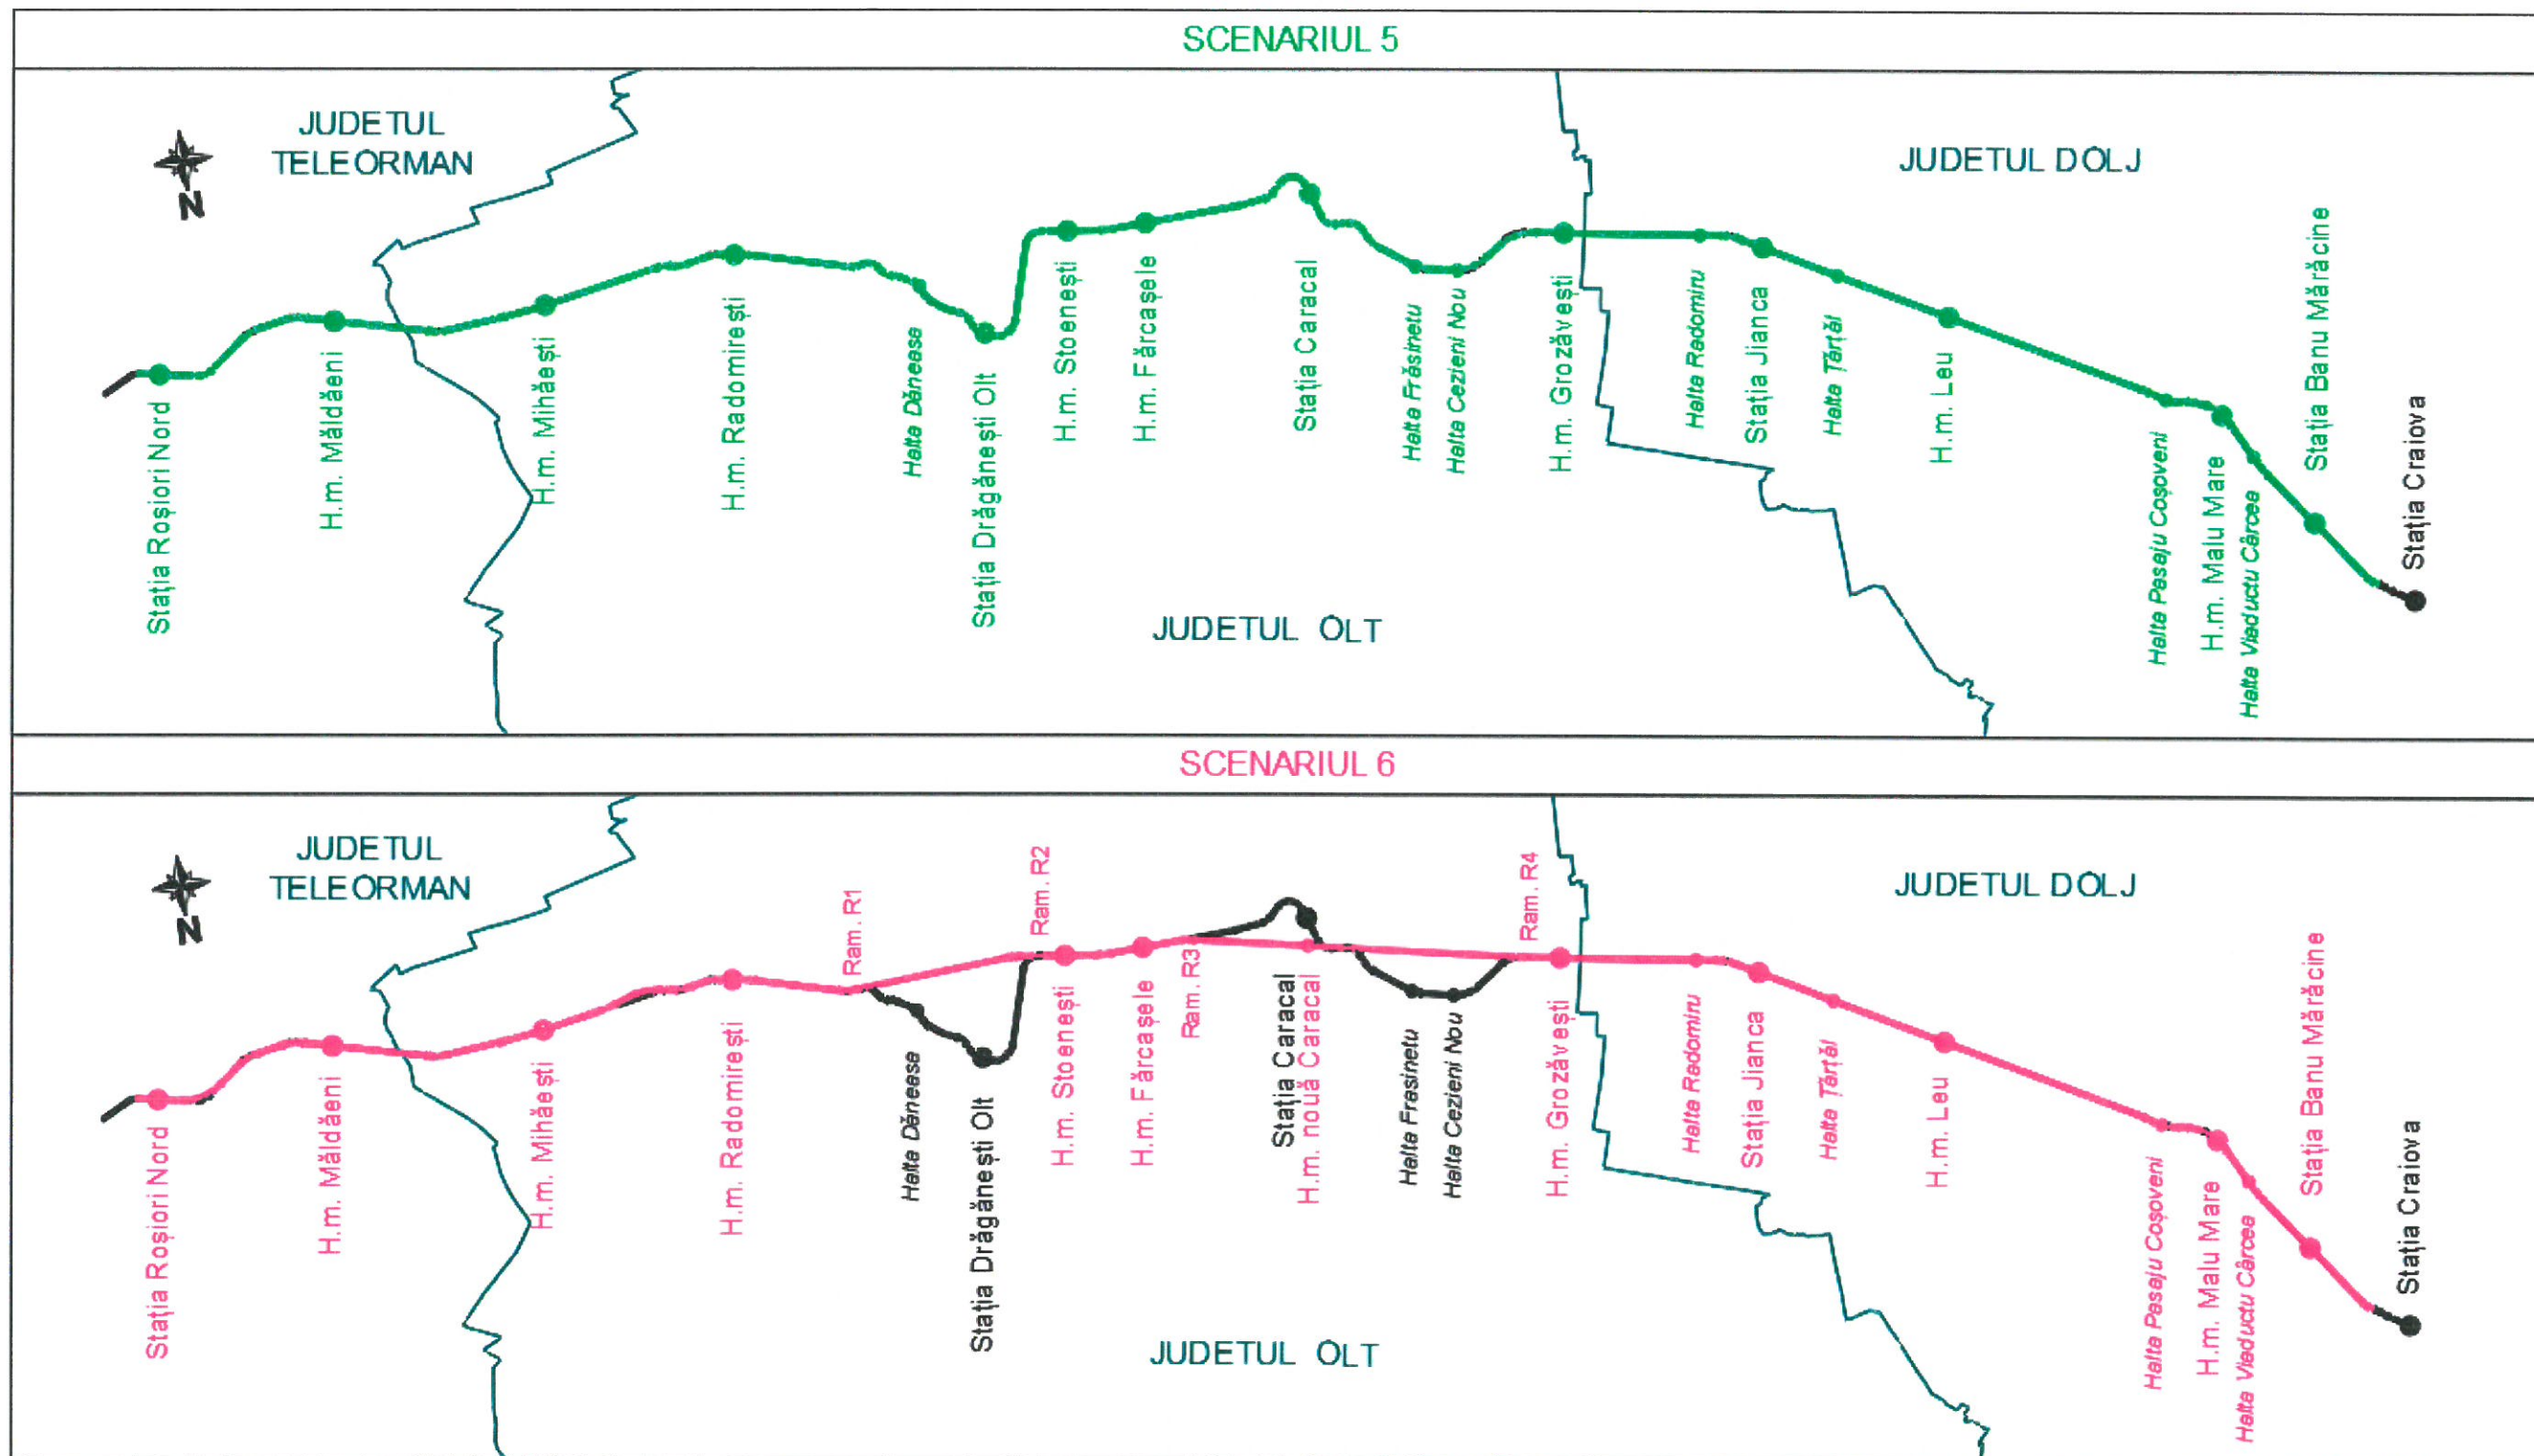 SCENARIUL 5
JUDETUL
TELEORMAN
N
JUDETUL DOLJ
JUDETUL OLT
Stația Roșiori Nord
H.m. Măldăeni
H.m. Mihăești
H.m. Radomirești
Halta Dăneasa
Stația Drăgănești Olt
H.m. Stoenești
H.m. Fărcașele
Stația Caracal
Halta Frăsinetu
Halta Cezieni Nou
H.m. Grozăvești
Halta Radomiru
Stația Jianca
Halta Țărțăl
H.m. Leu
Halta Pasaju Coșoveni
H.m. Malu Mare
Halta Viaductu Cârcea
Stația Banu Mărăcine
Stația Craiova
SCENARIUL 6
JUDETUL
TELEORMAN
N
JUDETUL DOLJ
JUDETUL OLT
Stația Roșiori Nord
H.m. Măldăeni
H.m. Mihăești
H.m. Radomirești
Ram. R1
Halta Dăneasa
Stația Drăgănești Olt
Ram. R2
H.m. Stoenești
H.m. Fărcașele
Ram. R3
Stația Caracal
H.m. nouă Caracal
Halta Frasinetu
Halta Cezieni Nou
Ram. R4
H.m. Grozăvești
Halta Radomiru
Stația Jianca
Halta Țărțăl
H.m. Leu
Halta Pasaju Coșoveni
H.m. Malu Mare
Halta Viaductu Cârcea
Stația Banu Mărăcine
Stația Craiova